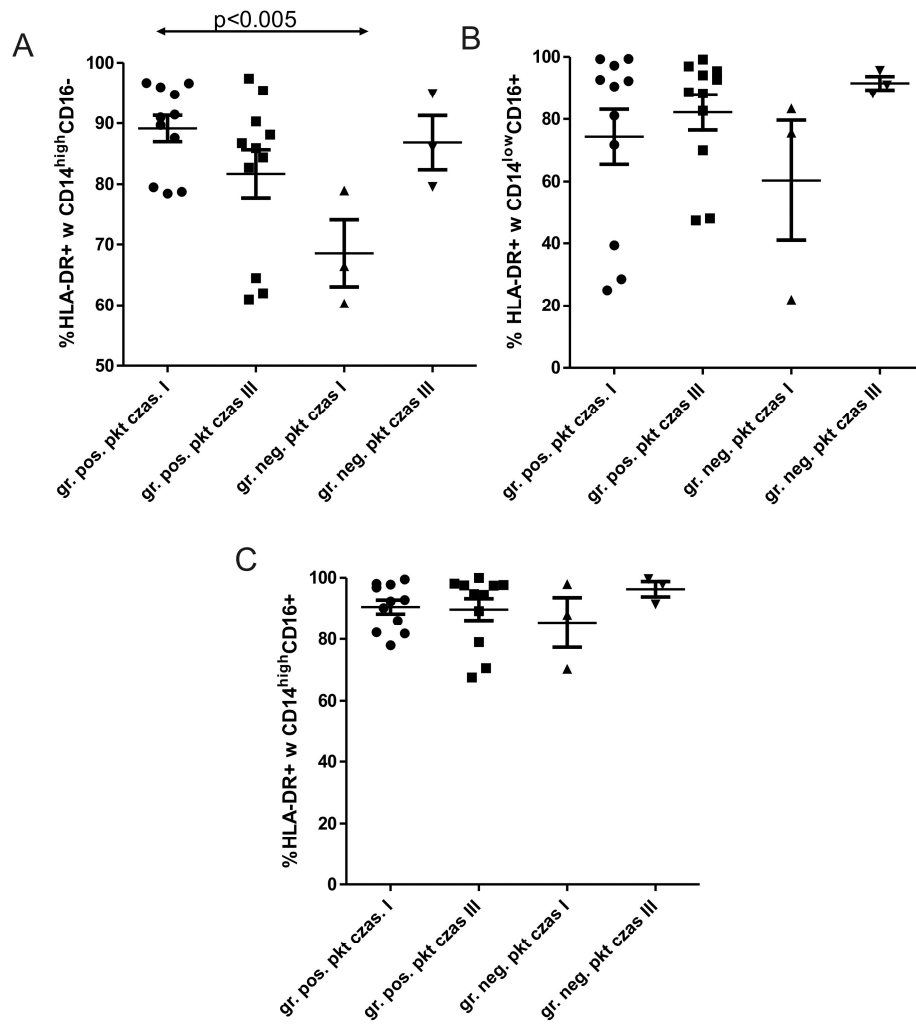 p<0.005
A
%HLA-DR+ w CD14highCD16-
100
90
80
70
60
50
gr. pos. pkt czas. I
gr. pos. pkt czas III
gr. neg. pkt czas I
gr. neg. pkt czas III
B
% HLA-DR+ w CD14lowCD16+
100
80
60
40
20
0
gr. pos. pkt czas. I
gr. pos. pkt czas III
gr. neg. pkt czas I
gr. neg. pkt czas III
C
%HLA-DR+ w CD14highCD16+
100
80
60
40
20
0
gr. pos. pkt czas. I
gr. pos. pkt czas III
gr. neg. pkt czas I
gr. neg. pkt czas III